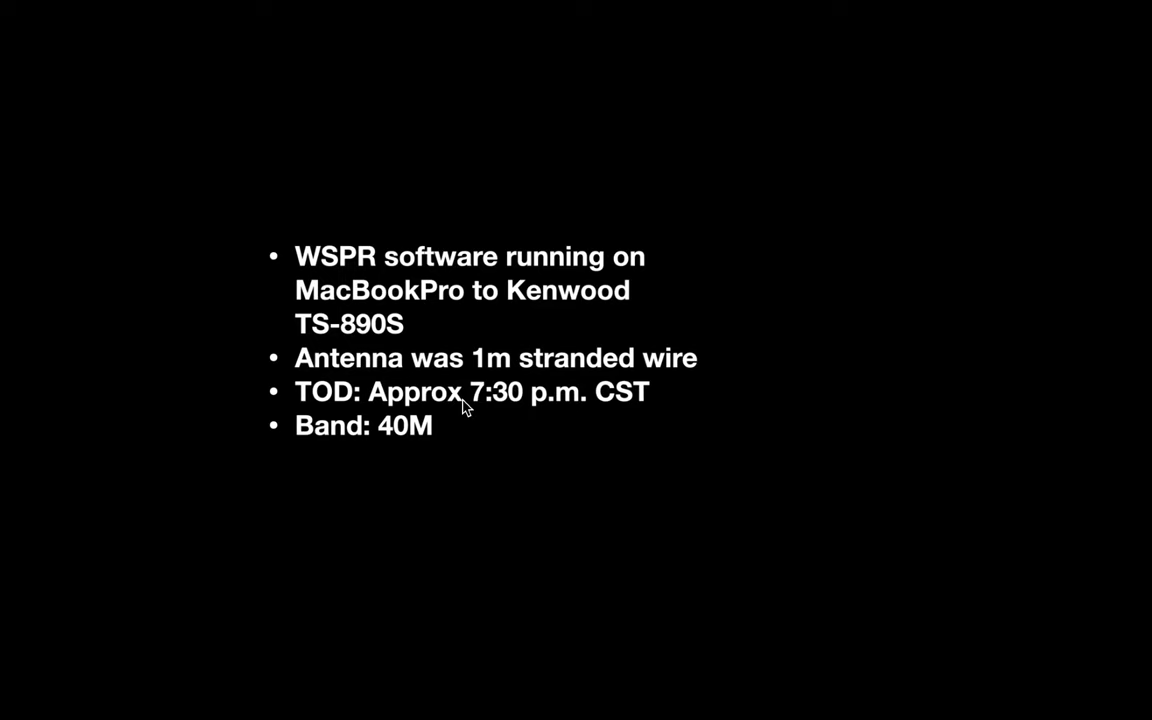 • WSPR software running on
MacBookPro to Kenwood
TS-890S
• Antenna was 1m stranded wire
• TOD: Approx 7:30 p.m. CST
• Band: 40M